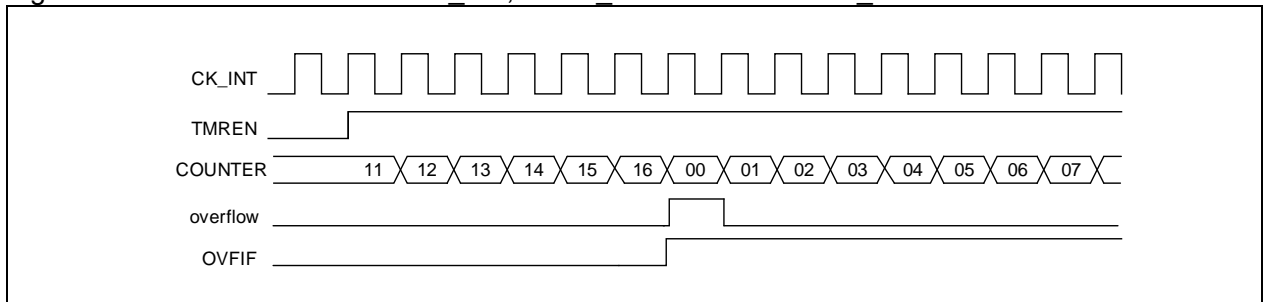 CK_INT
TMREN
COUNTER 11 12 13 14 15 16 00 01 02 03 04 05 06 07
overflow
OVFIF